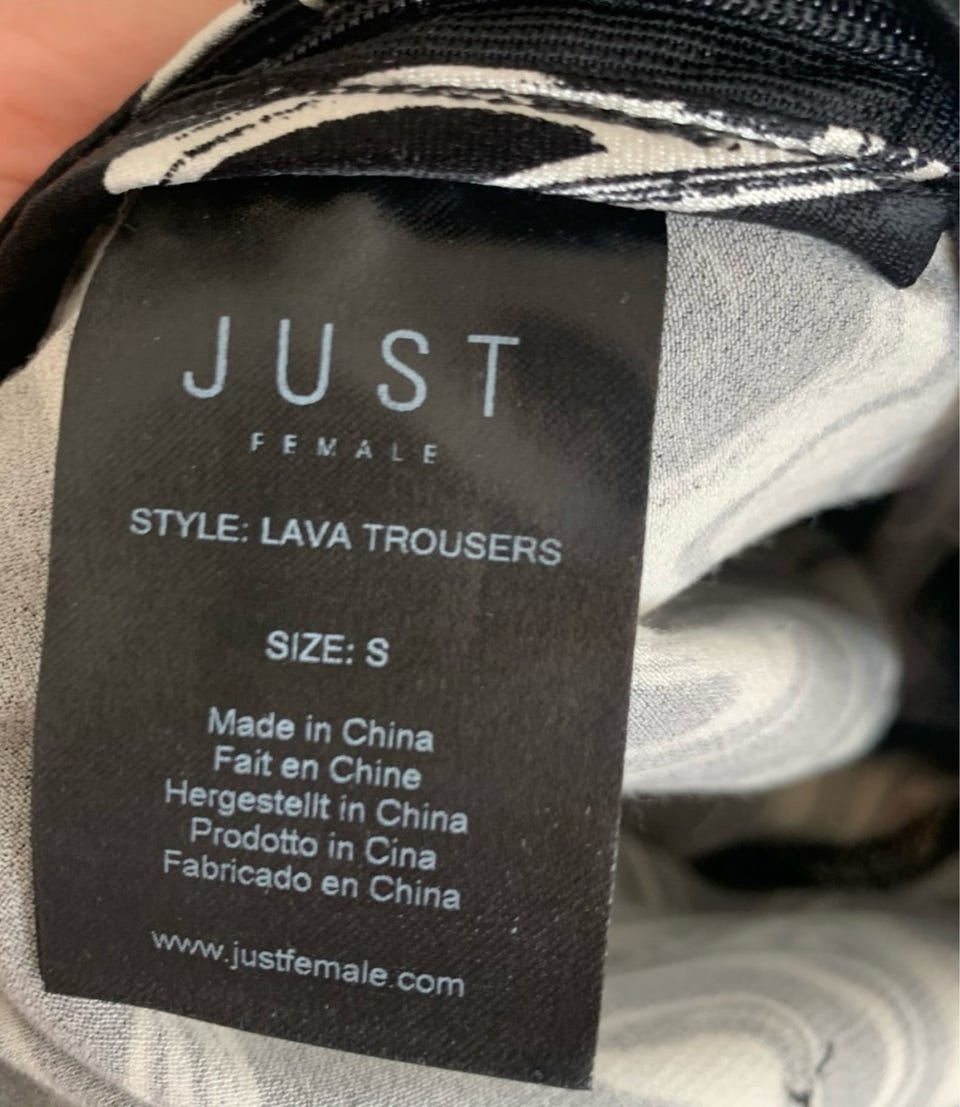 JUST
FEMALE
STYLE: LAVA TROUSERS
SIZE: S
Made in China
Fait en Chine
Hergestellt in China
Prodotto in Cina
Fabricado en China
www.justfemale.com